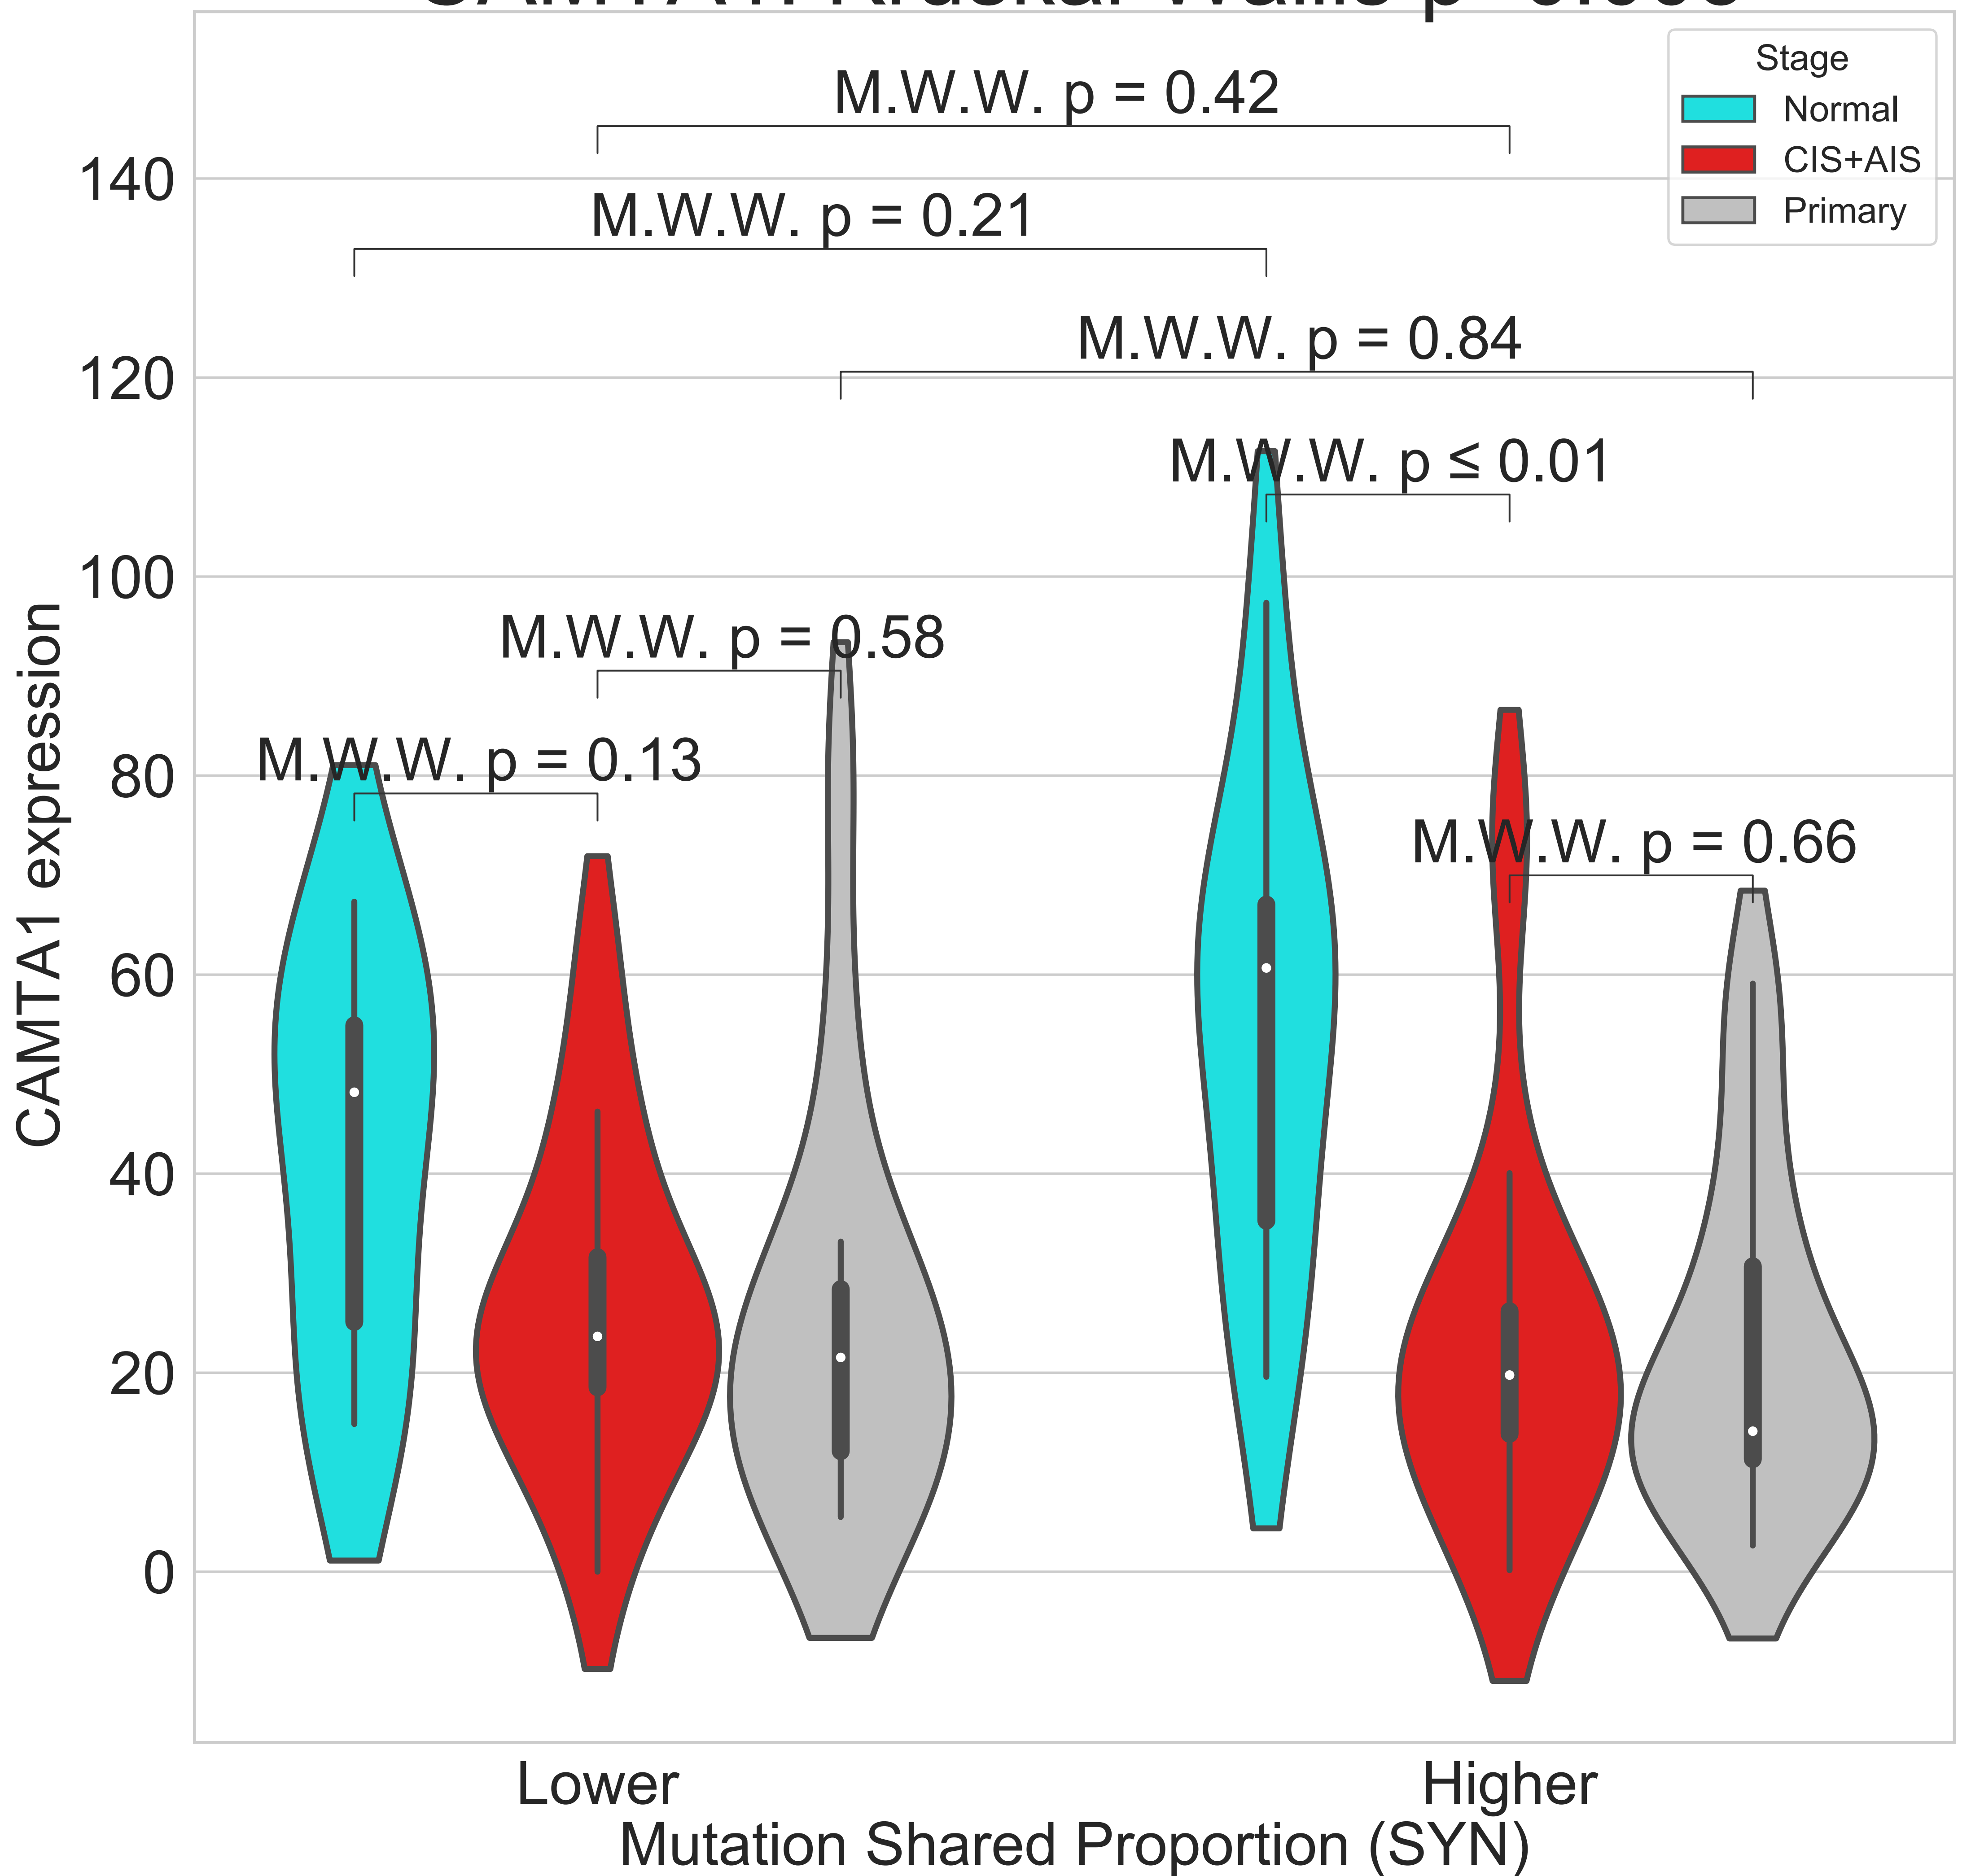 Stage
Normal
CIS+AIS
Primary
M.W.W. p = 0.42
M.W.W. p = 0.21
M.W.W. p = 0.84
M.W.W. p ≤ 0.01
M.W.W. p = 0.58
M.W.W. p = 0.13
M.W.W. p = 0.66
140
120
100
80
60
40
20
0
CAMTA1 expression
Lower
Higher
Mutation Shared Proportion (SYN)